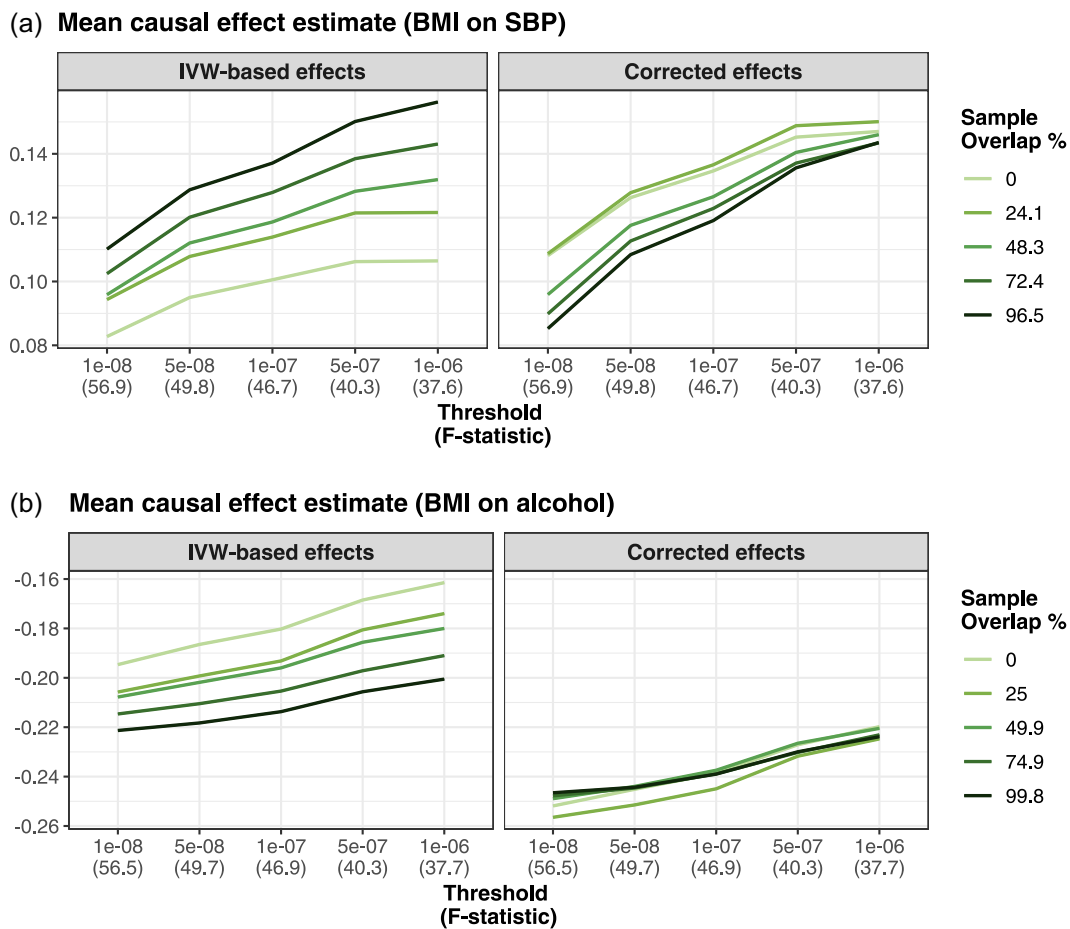 (a) Mean causal effect estimate (BMI on SBP)
IVW-based effects Corrected effects
0.14
0.12
0.10
0.08
1e-08 5e-08 1e-07 5e-07 1e-06 1e-08 5e-08 1e-07 5e-07 1e-06
(56.9) (49.8) (46.7) (40.3) (37.6) (56.9) (49.8) (46.7) (40.3) (37.6)
Threshold
(F-statistic)
Sample
Overlap %
0
24.1
48.3
72.4
96.5
(b) Mean causal effect estimate (BMI on alcohol)
IVW-based effects Corrected effects
-0.16
-0.18
-0.20
-0.22
-0.24
-0.26
1e-08 5e-08 1e-07 5e-07 1e-06 1e-08 5e-08 1e-07 5e-07 1e-06
(56.5) (49.7) (46.9) (40.3) (37.7) (56.5) (49.7) (46.9) (40.3) (37.7)
Threshold
(F-statistic)
Sample
Overlap %
0
25
49.9
74.9
99.8